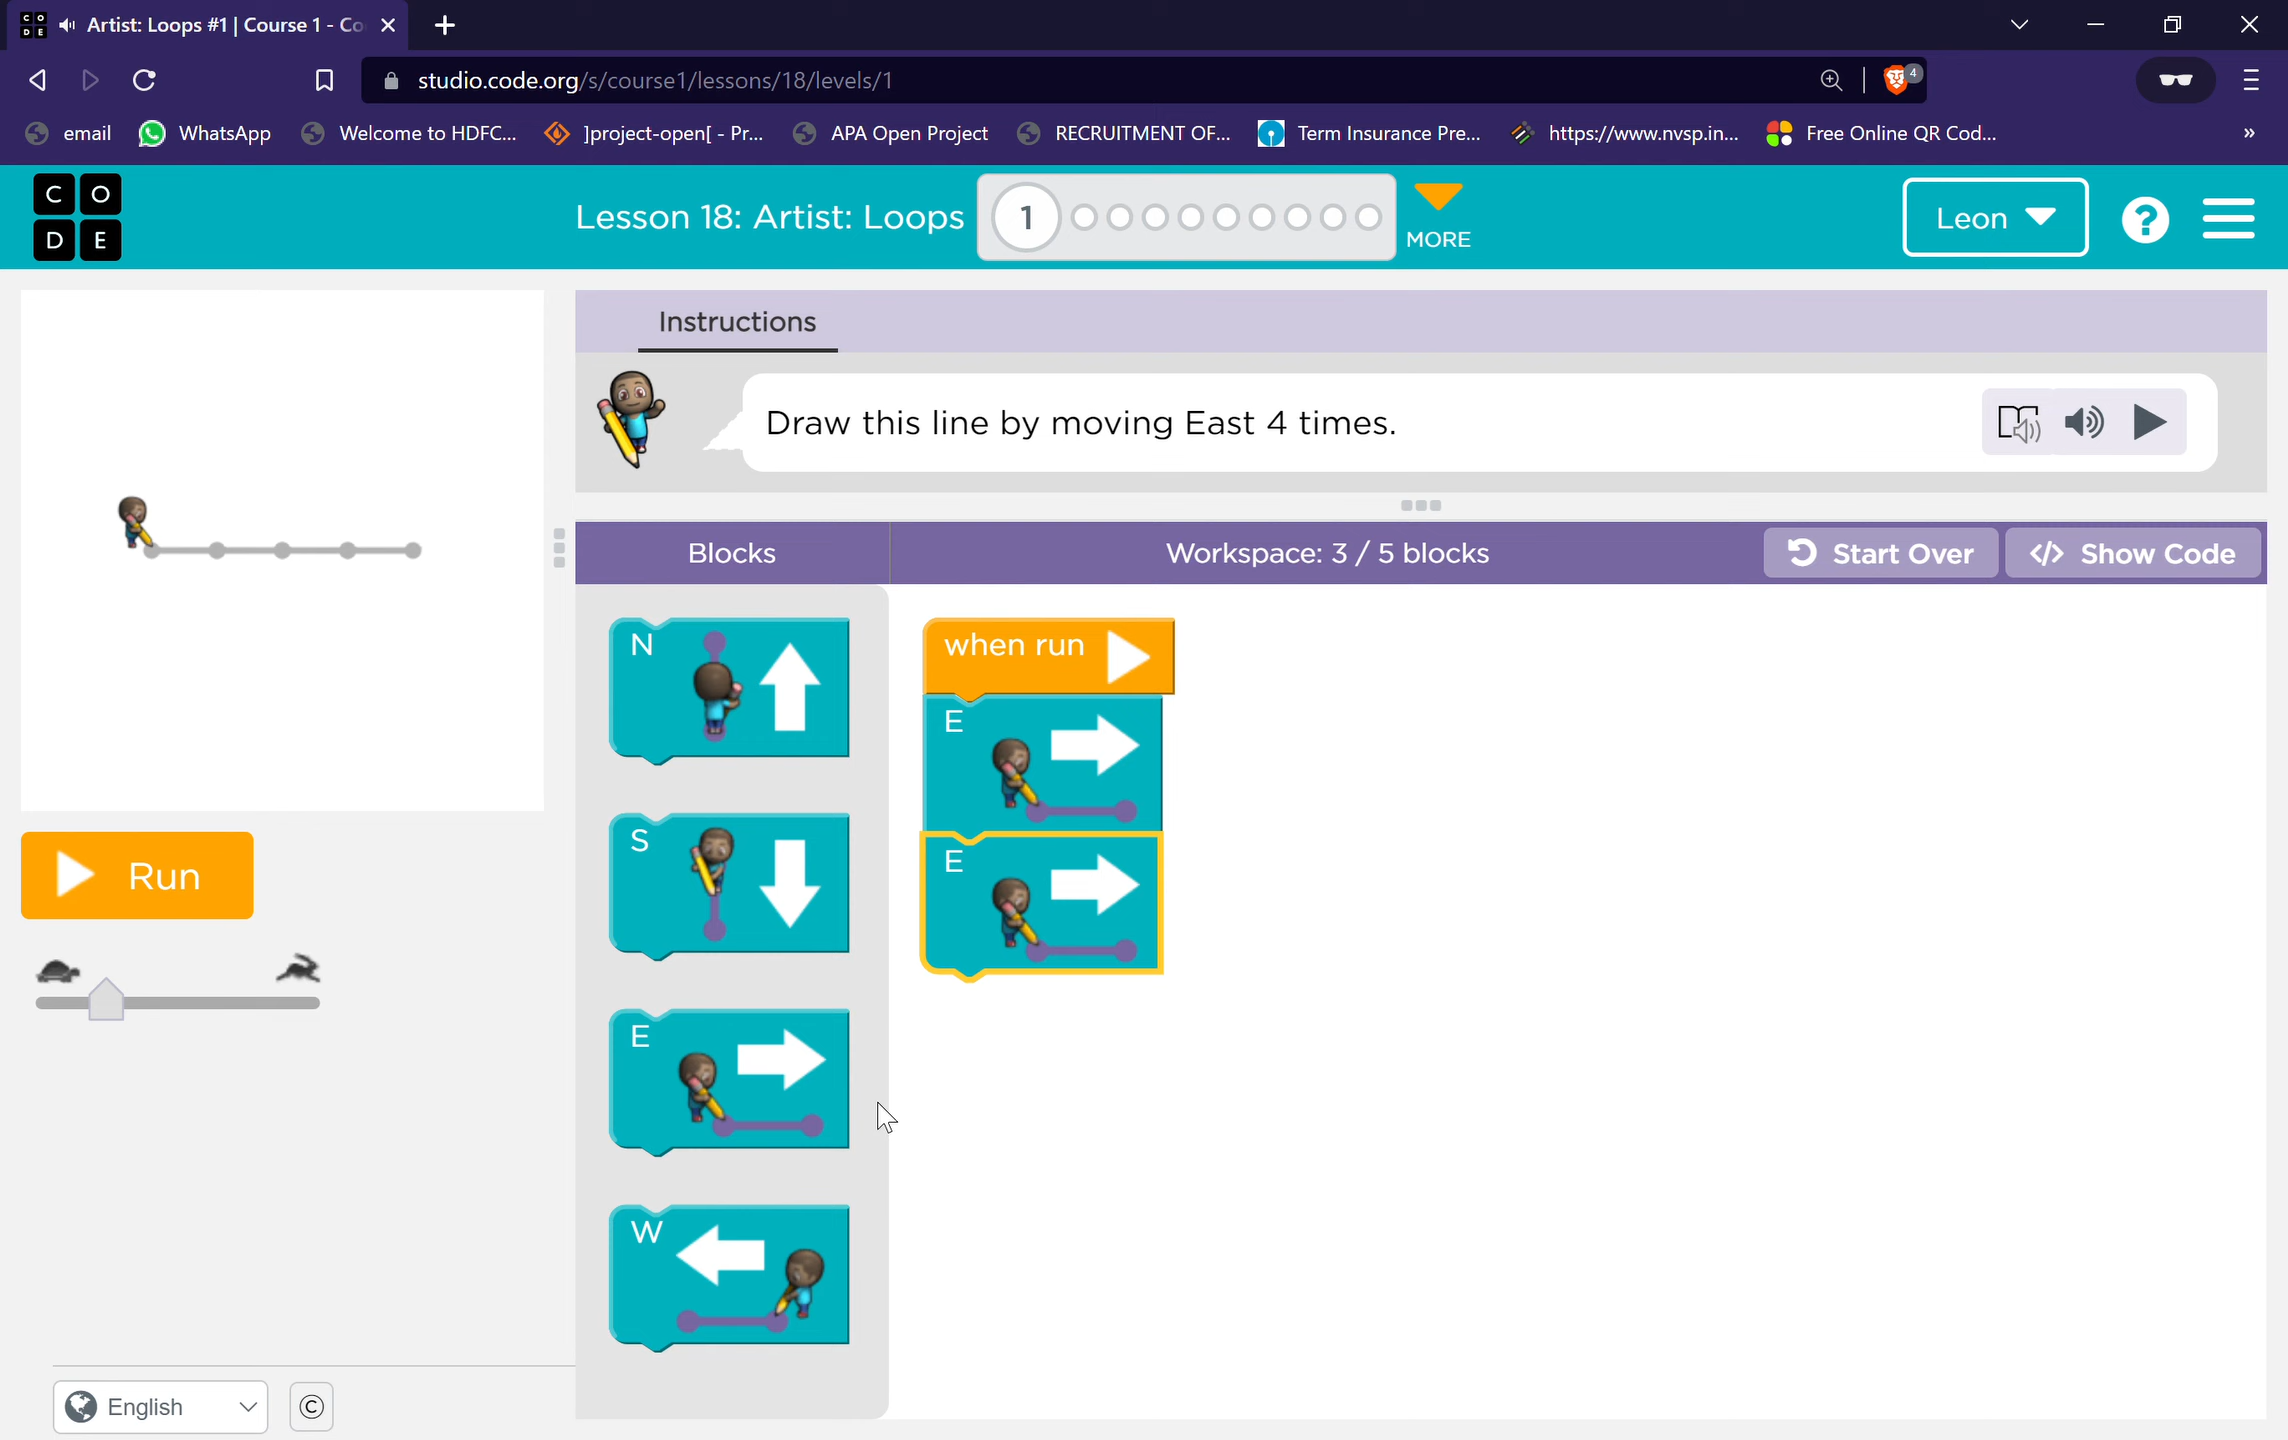 CODE
Artist: Loops #1 | Course 1 - Co
studio.code.org/s/course1/lessons/18/levels/1
4
email
WhatsApp
Welcome to HDFC...
]project-open[ - Pr...
APA Open Project
RECRUITMENT OF...
Term Insurance Pre...
https://www.nvsp.in...
Free Online QR Cod...
»
C O
D E
Lesson 18: Artist: Loops
1
MORE
Leon
?
Instructions
Draw this line by moving East 4 times.
Blocks
Workspace: 3 / 5 blocks
Start Over
</> Show Code
N
S
E
W
when run
E
E
Run
English
©